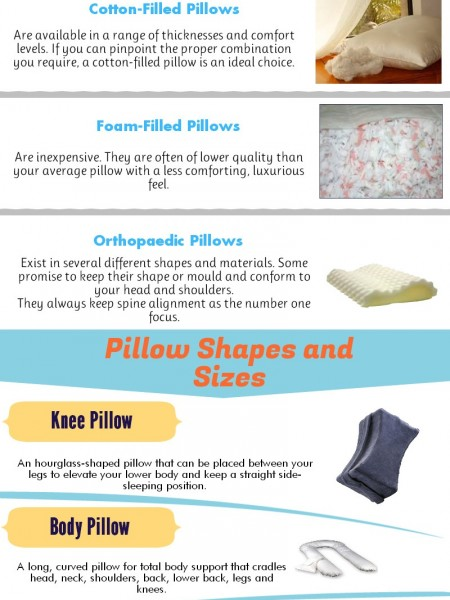 Cotton-Filled Pillows
Are available in a range of thicknesses and comfort
levels. If you can pinpoint the proper combination
you require, a cotton-filled pillow is an ideal choice.
Foam-Filled Pillows
Are inexpensive. They are often of lower quality than
your average pillow with a less comforting, luxurious
feel.
Orthopaedic Pillows
Exist in several different shapes and materials. Some
promise to keep their shape or mould and conform to
your head and shoulders.
They always keep spine alignment as the number one
focus.
Pillow Shapes and
Sizes
Knee Pillow
An hourglass-shaped pillow that can be placed between your
legs to elevate your lower body and keep a straight side-
sleeping position.
Body Pillow
A long, curved pillow for total body support that cradles
head, neck, shoulders, back, lower back, legs and
knees.